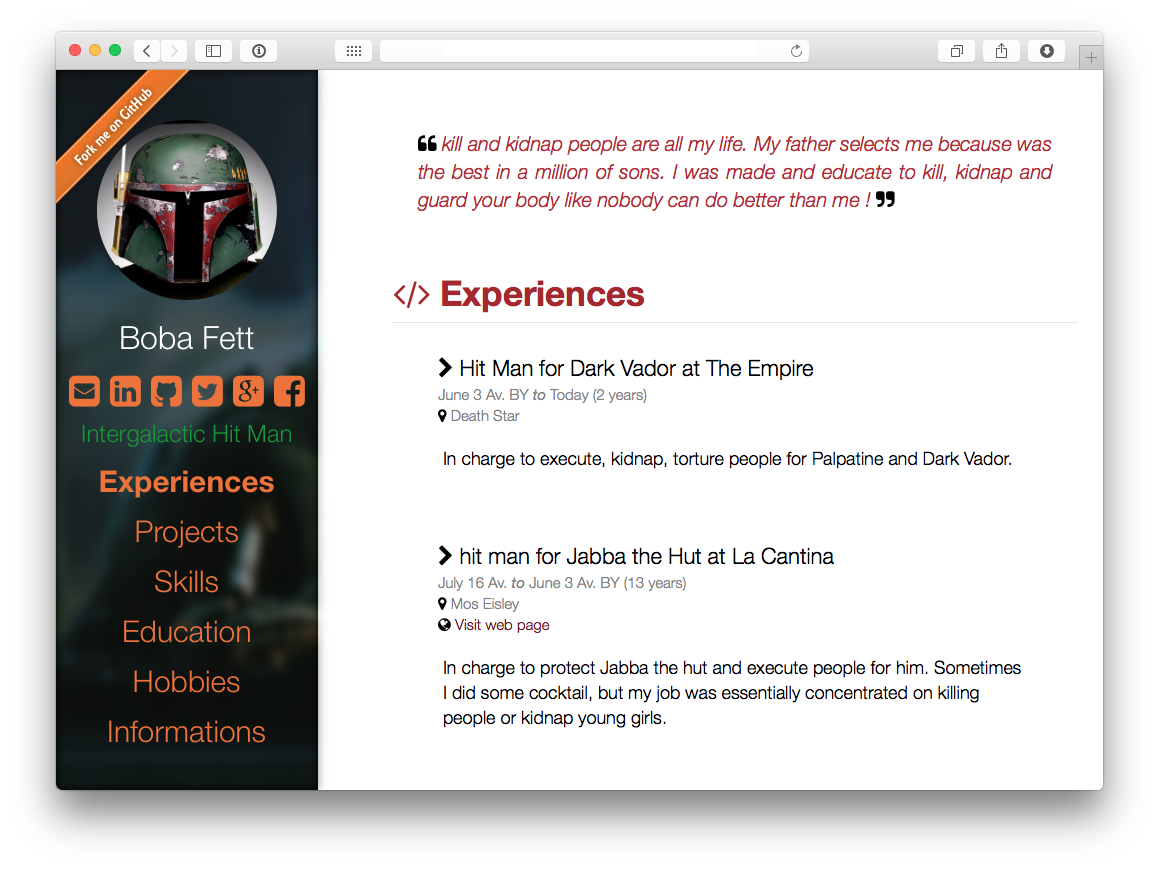 Fork me on GitHub
Boba Fett
Intergalactic Hit Man
Experiences
Projects
Skills
Education
Hobbies
Informations
“ kill and kidnap people are all my life. My father selects me because was
the best in a million of sons. I was made and educate to kill, kidnap and
guard your body like nobody can do better than me ! ”
</> Experiences
Hit Man for Dark Vador at The Empire
June 3 Av. BY to Today (2 years)
Death Star
In charge to execute, kidnap, torture people for Palpatine and Dark Vador.
hit man for Jabba the Hut at La Cantina
July 16 Av. to June 3 Av. BY (13 years)
Mos Eisley
Visit web page
In charge to protect Jabba the hut and execute people for him. Sometimes
I did some cocktail, but my job was essentially concentrated on killing
people or kidnap young girls.